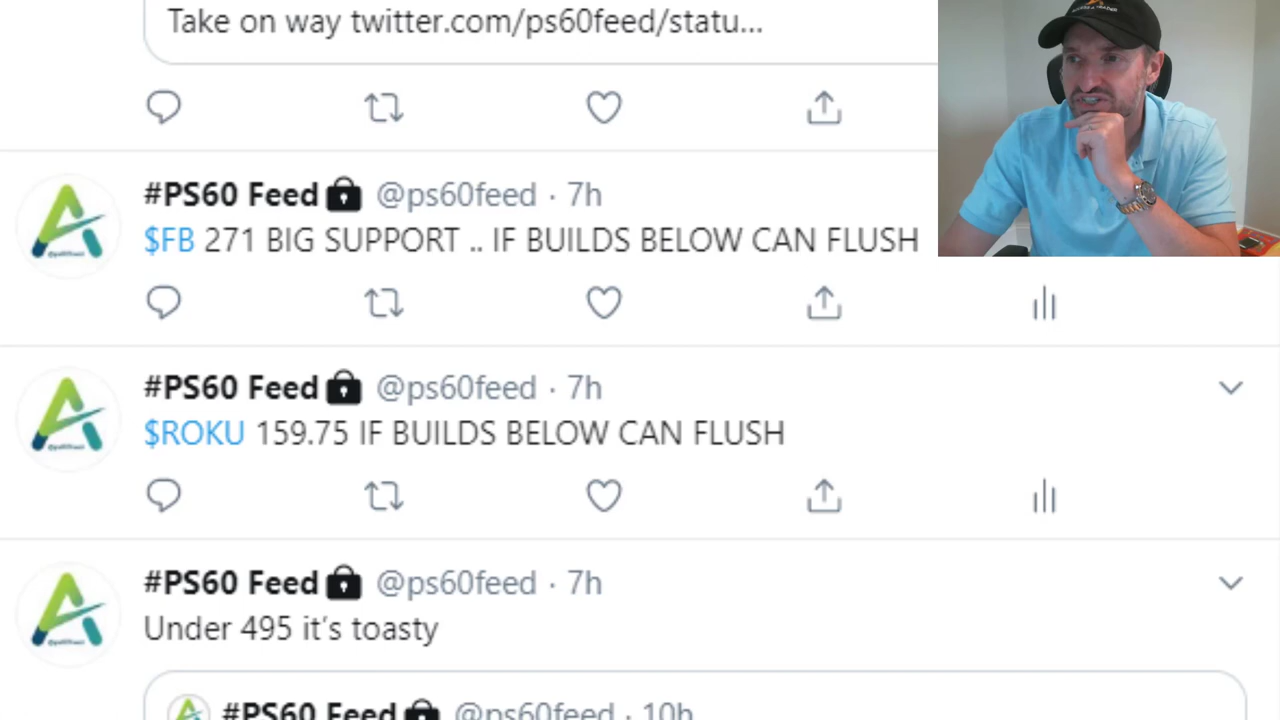 Take on way twitter.com/ps60feed/statu...
#PS60 Feed @ps60feed · 7h
$FB 271 BIG SUPPORT .. IF BUILDS BELOW CAN FLUSH
#PS60 Feed @ps60feed · 7h
$ROKU 159.75 IF BUILDS BELOW CAN FLUSH
#PS60 Feed @ps60feed · 7h
Under 495 it's toasty
#PS60 Feed @ps60feed · 10h